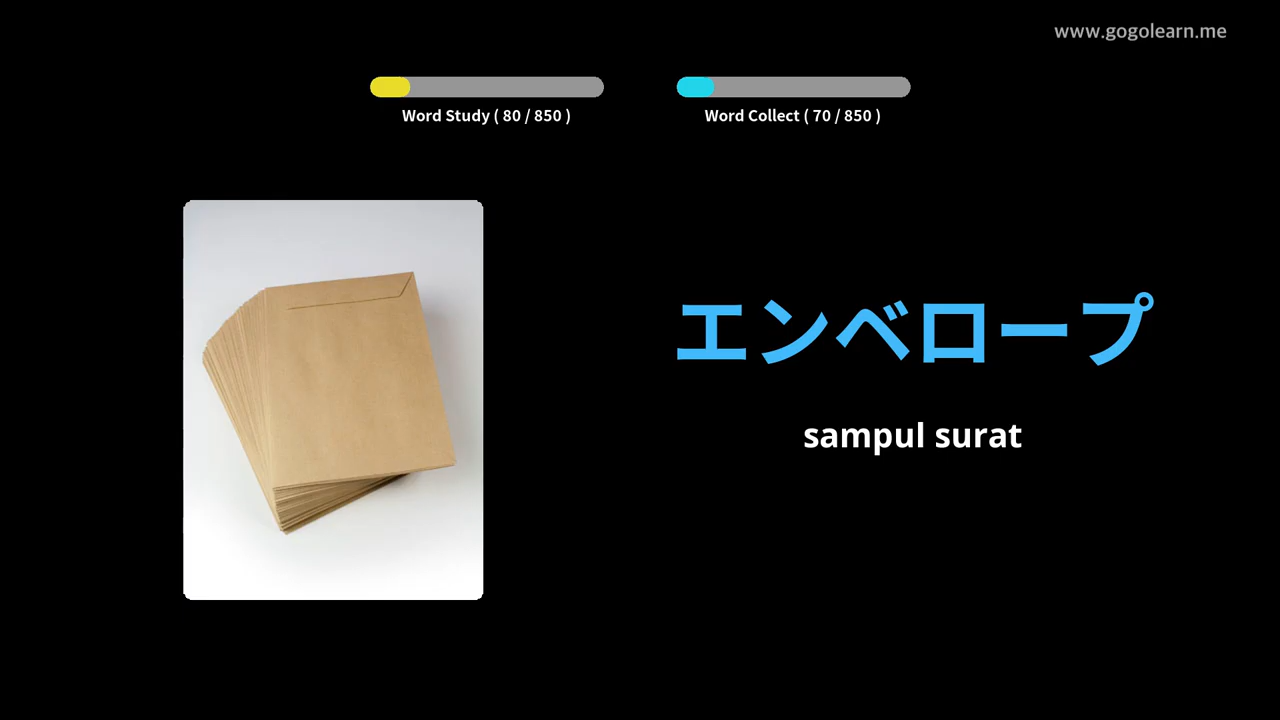 www.gogolearn.me
Word Study ( 80 / 850 )
Word Collect ( 70 / 850 )
エンベロープ
sampul surat